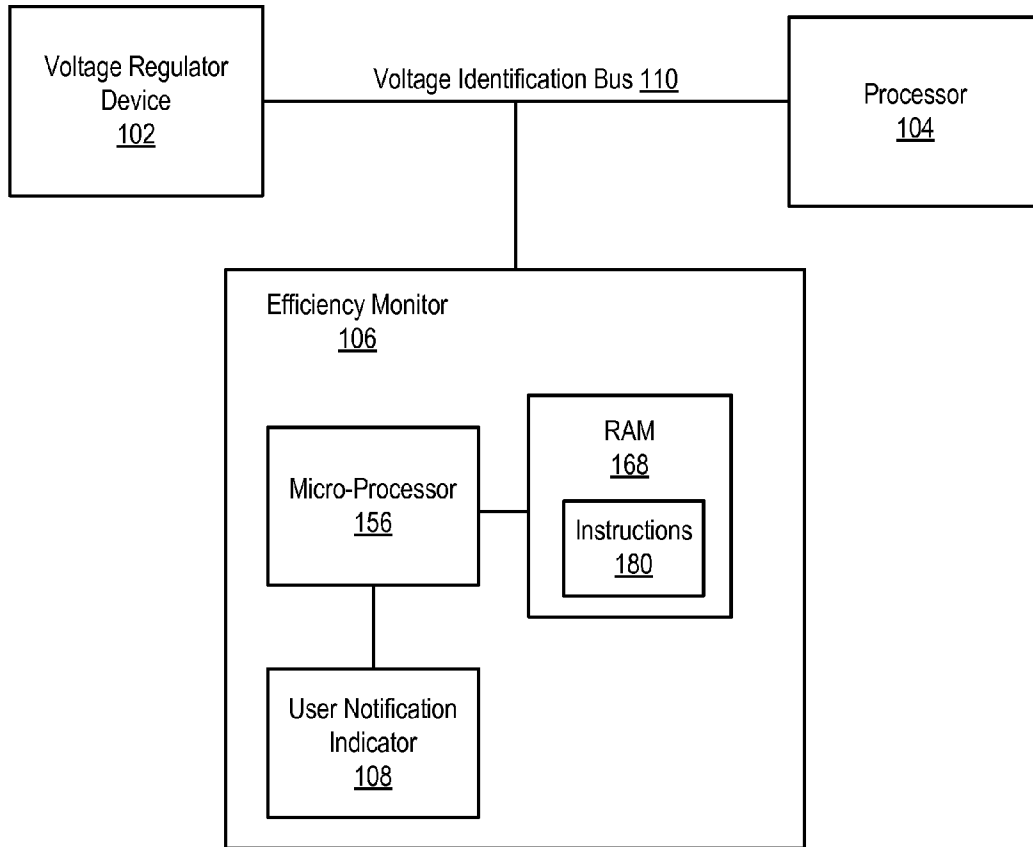 Voltage Regulator
Device
102
Voltage Identification Bus 110
Processor
104
Efficiency Monitor
106
Micro-Processor
156
RAM
168
Instructions
180
User Notification
Indicator
108